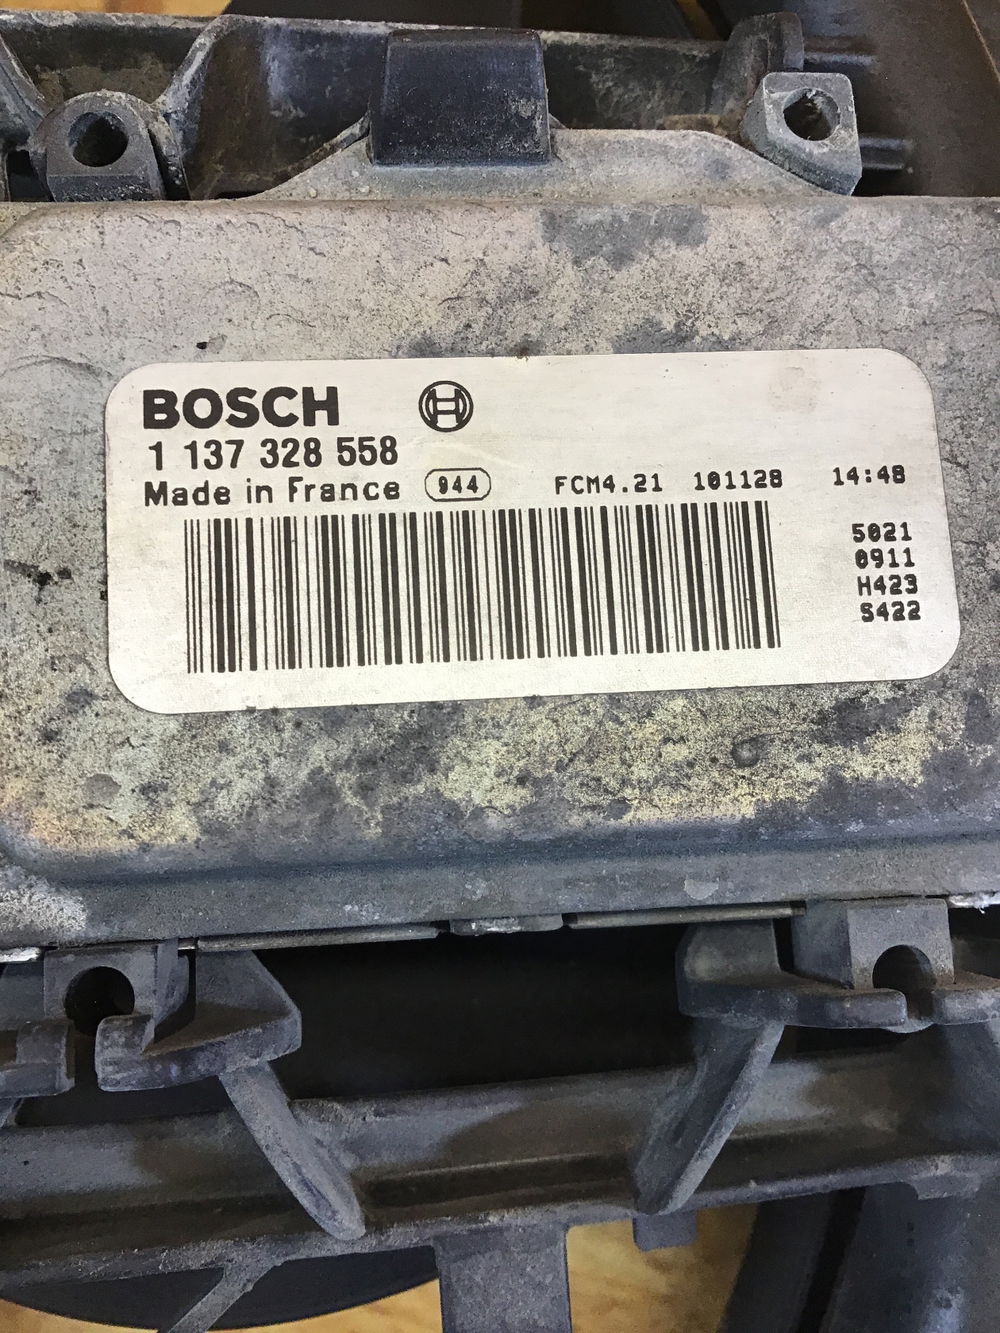 BOSCH
1 137 328 558
Made in France 944 FCM4.21 101128 14:48
5021
0911
H423
S422